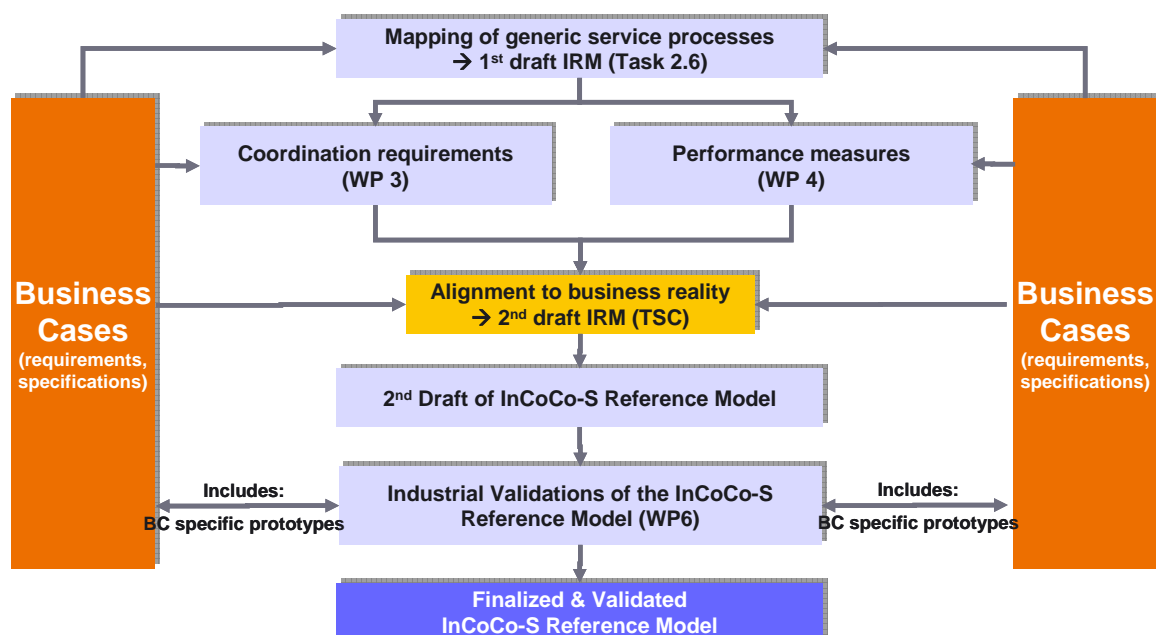 Mapping of generic service processes
→ 1st draft IRM (Task 2.6)
Coordination requirements
(WP 3)
Performance measures
(WP 4)
Business
Cases
(requirements,
specifications)
Alignment to business reality
→ 2nd draft IRM (TSC)
Business
Cases
(requirements,
specifications)
2nd Draft of InCoCo-S Reference Model
Includes:
BC specific prototypes
Industrial Validations of the InCoCo-S
Reference Model (WP6)
Includes:
BC specific prototypes
Finalized & Validated
InCoCo-S Reference Model